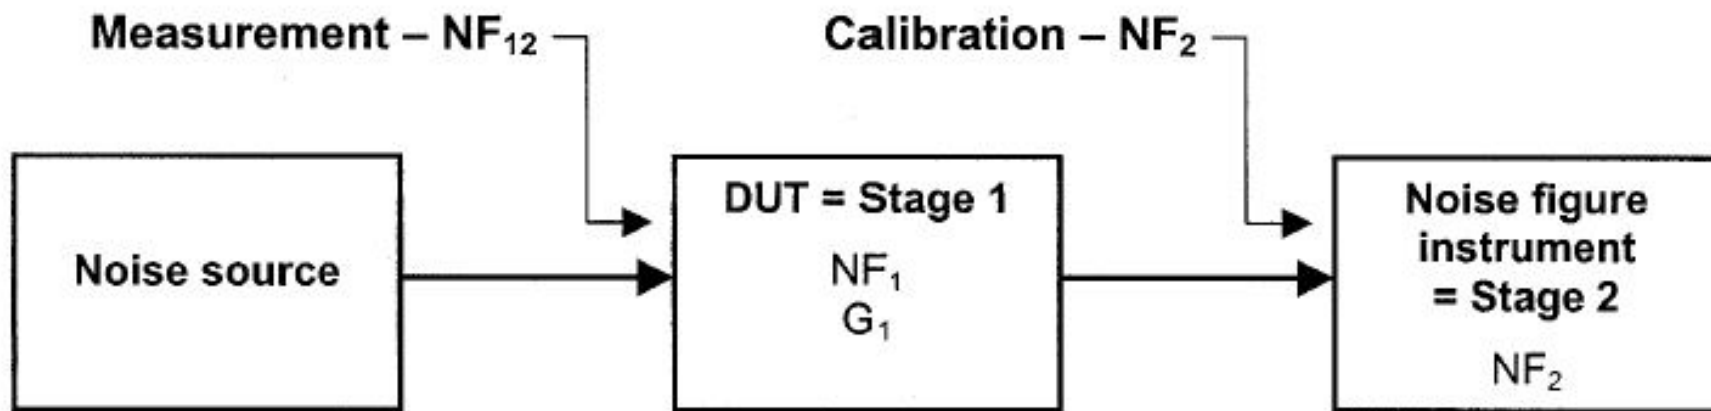 Measurement – NF₁₂
Calibration – NF₂
Noise source
DUT = Stage 1
NF₁
G₁
Noise figure
instrument
= Stage 2
NF₂